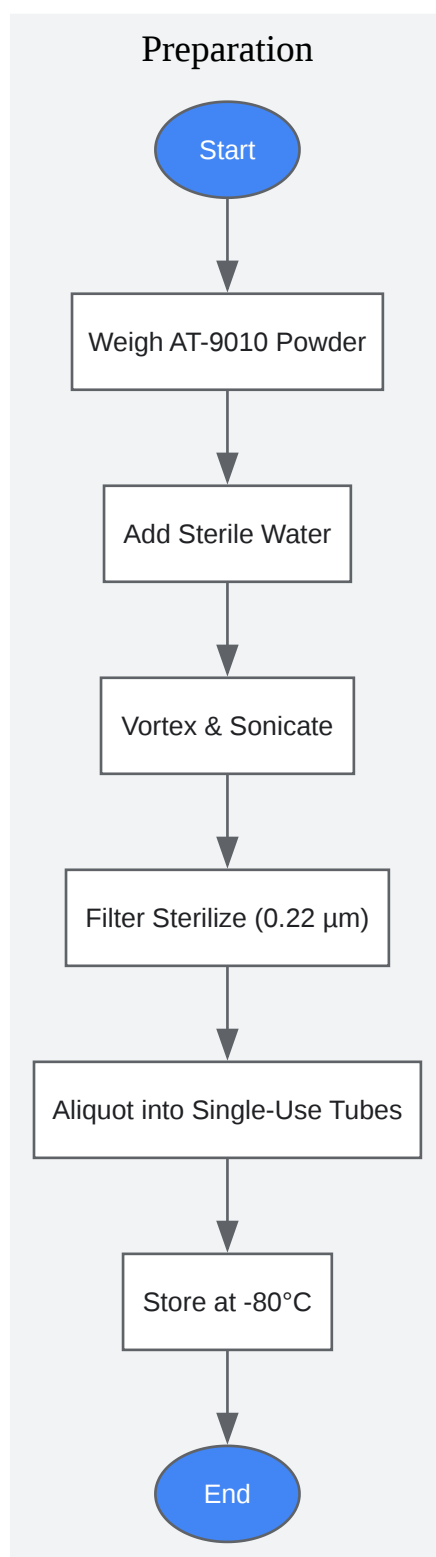 Preparation
Start
Weigh AT-9010 Powder
Add Sterile Water
Vortex & Sonicate
Filter Sterilize (0.22 µm)
Aliquot into Single-Use Tubes
Store at -80°C
End